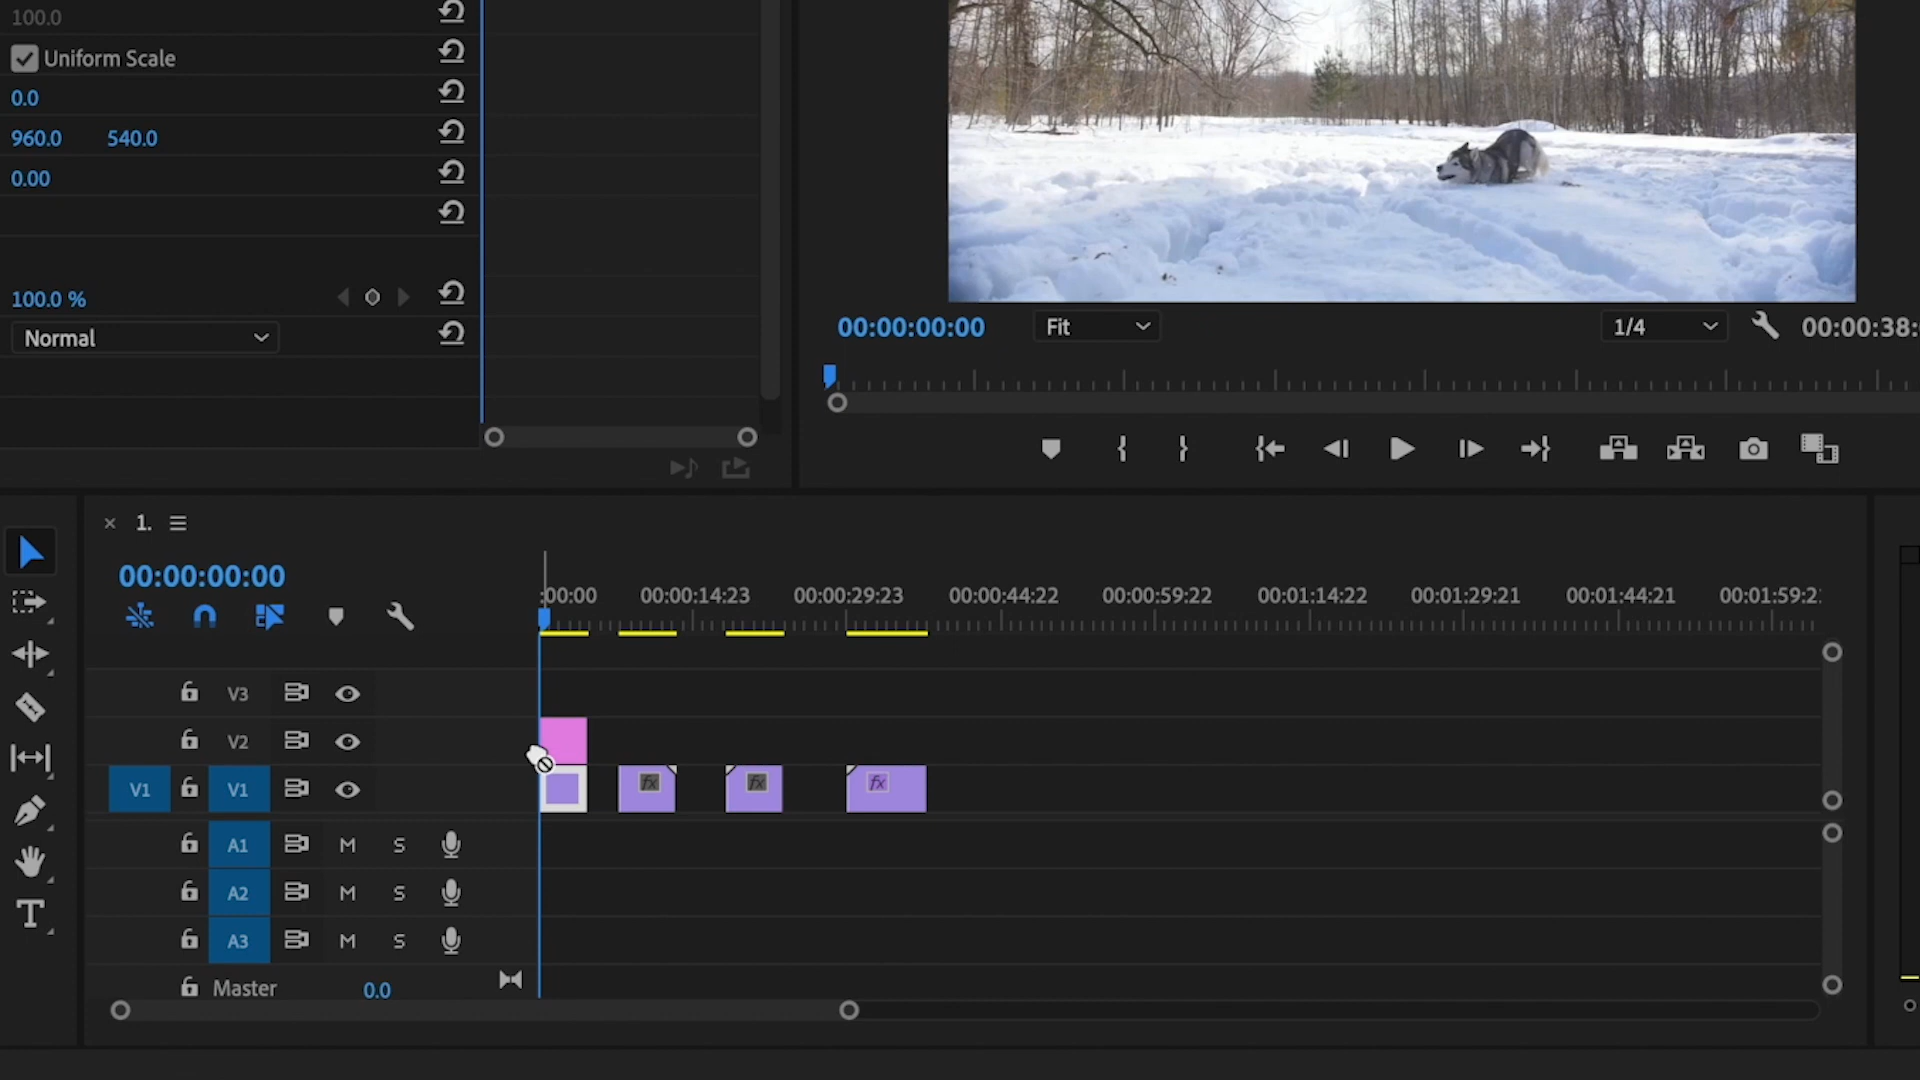 100.0
Uniform Scale
0.0
960.0 540.0
0.00
100.0 %
Normal
00:00:00:00 Fit 1/4 00:00:38:
1.
00:00:00:00
:00:00 00:00:14:23 00:00:29:23 00:00:44:22 00:00:59:22 00:01:14:22 00:01:29:21 00:01:44:21 00:01:59:2
V3
V2
V1 V1 fx fx fx
A1 M S
A2 M S
A3 M S
Master 0.0
T